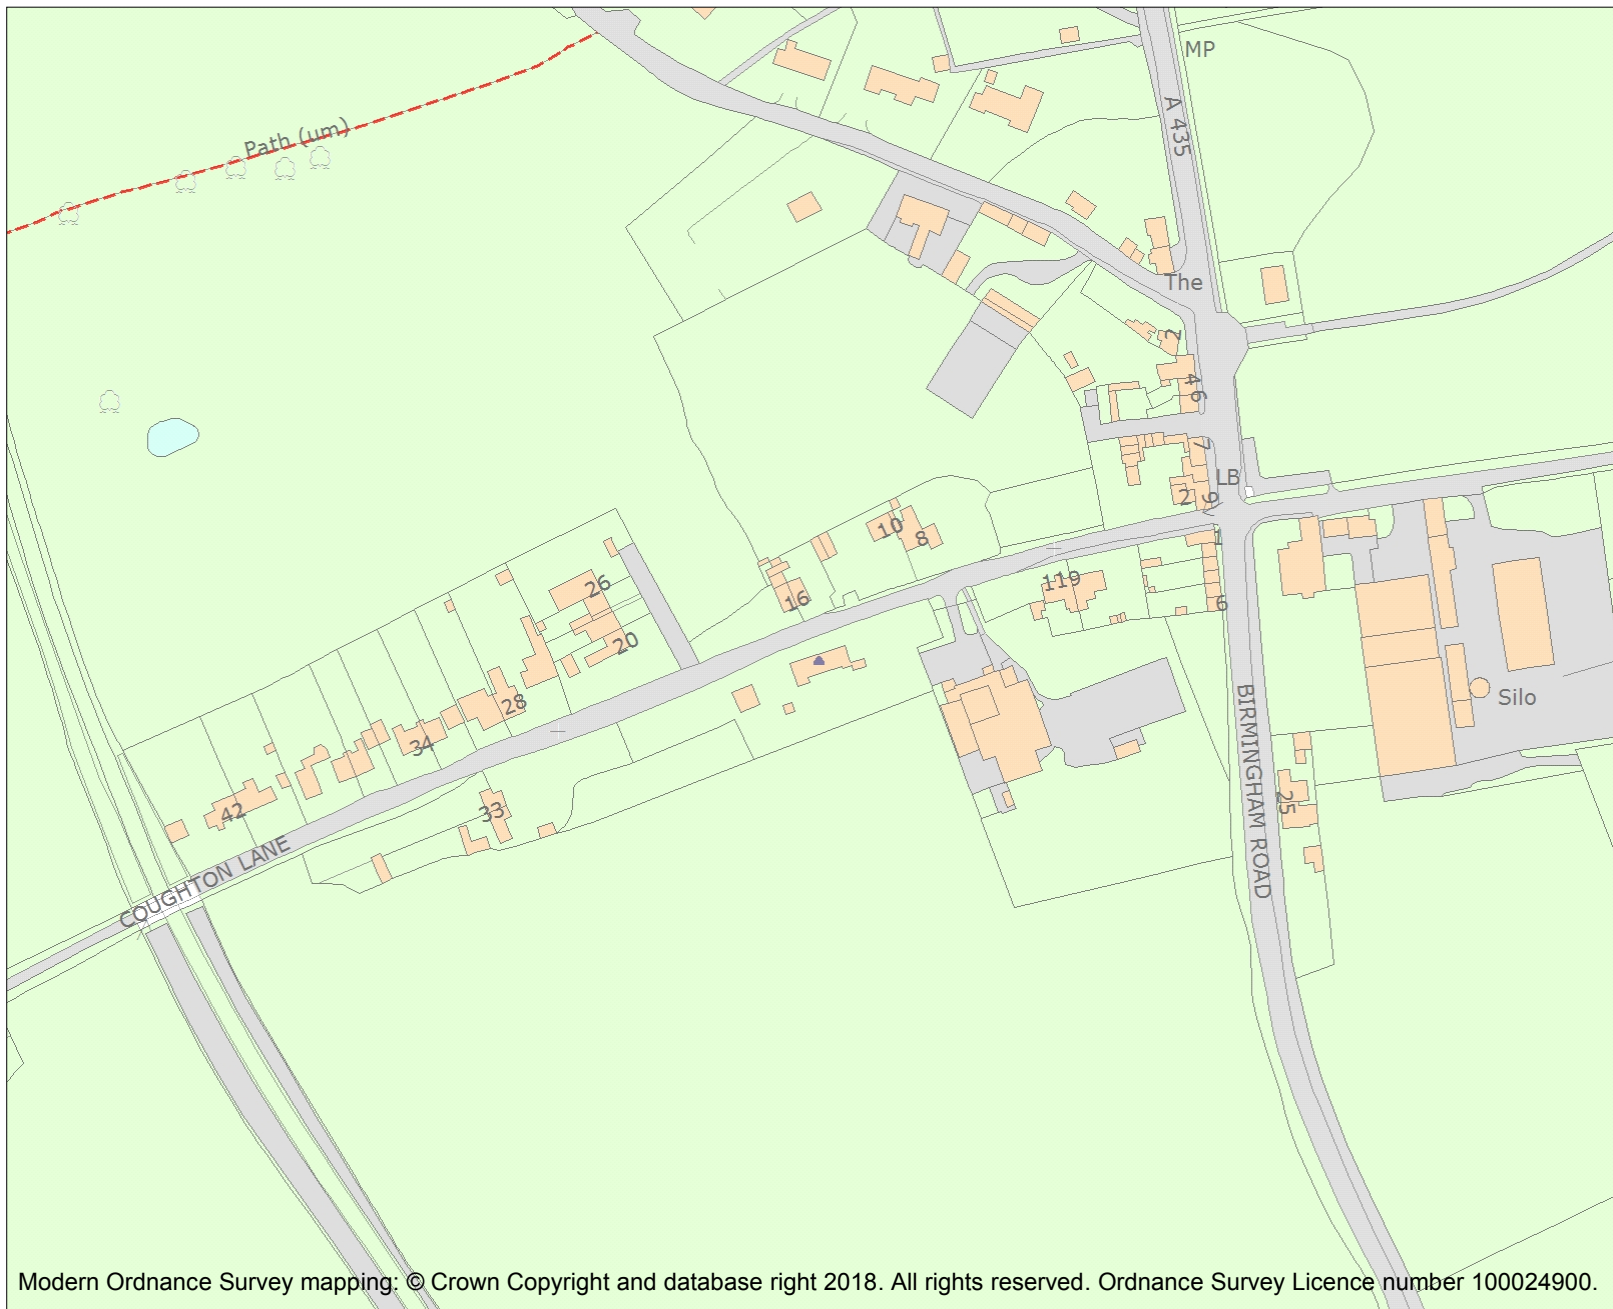 MP
A 435
Path (um)
The
2
4
6
7
LB
2
9
10
8
1
119
16
26
6
20
BIRMINGHAM ROAD
Silo
28
34
25
42
33
COUGHTON LANE
Modern Ordnance Survey mapping: © Crown Copyright and database right 2018. All rights reserved. Ordnance Survey Licence number 100024900.